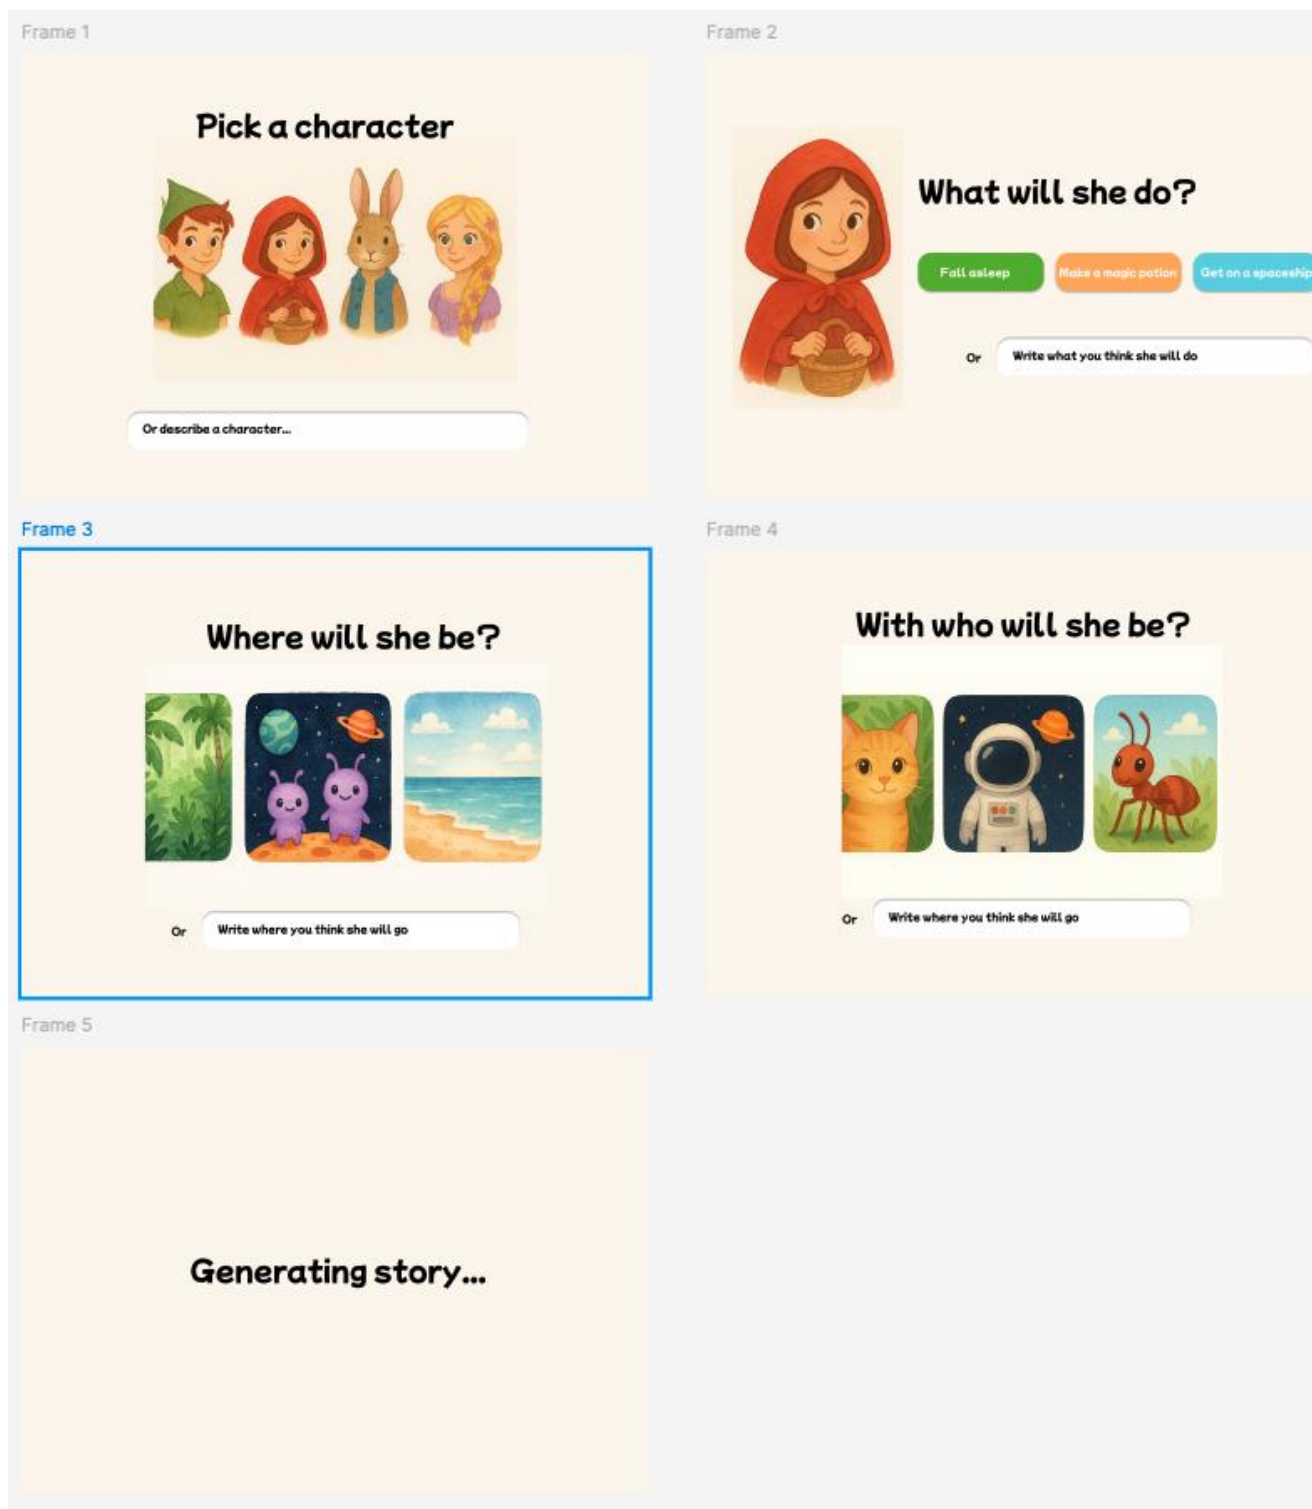 Frame 1
Pick a character
Or describe a character...
Frame 2
What will she do?
Fall asleep
Make a magic potion
Get on a spaceship
Or
Write what you think she will do
Frame 3
Where will she be?
Or
Write where you think she will go
Frame 4
With who will she be?
Or
Write where you think she will go
Frame 5
Generating story...